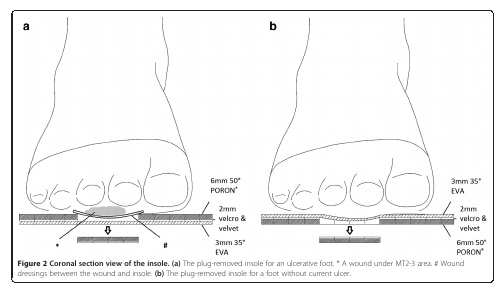 a
b
6mm 50°
PORON®
2mm
velcro &
velvet
3mm 35°
EVA
*
#
3mm 35°
EVA
2mm
velcro &
velvet
6mm 50°
PORON®
Figure 2 Coronal section view of the insole. (a) The plug-removed insole for an ulcerative foot. * A wound under MT2-3 area. # Wound
dressings between the wound and insole. (b) The plug-removed insole for a foot without current ulcer.